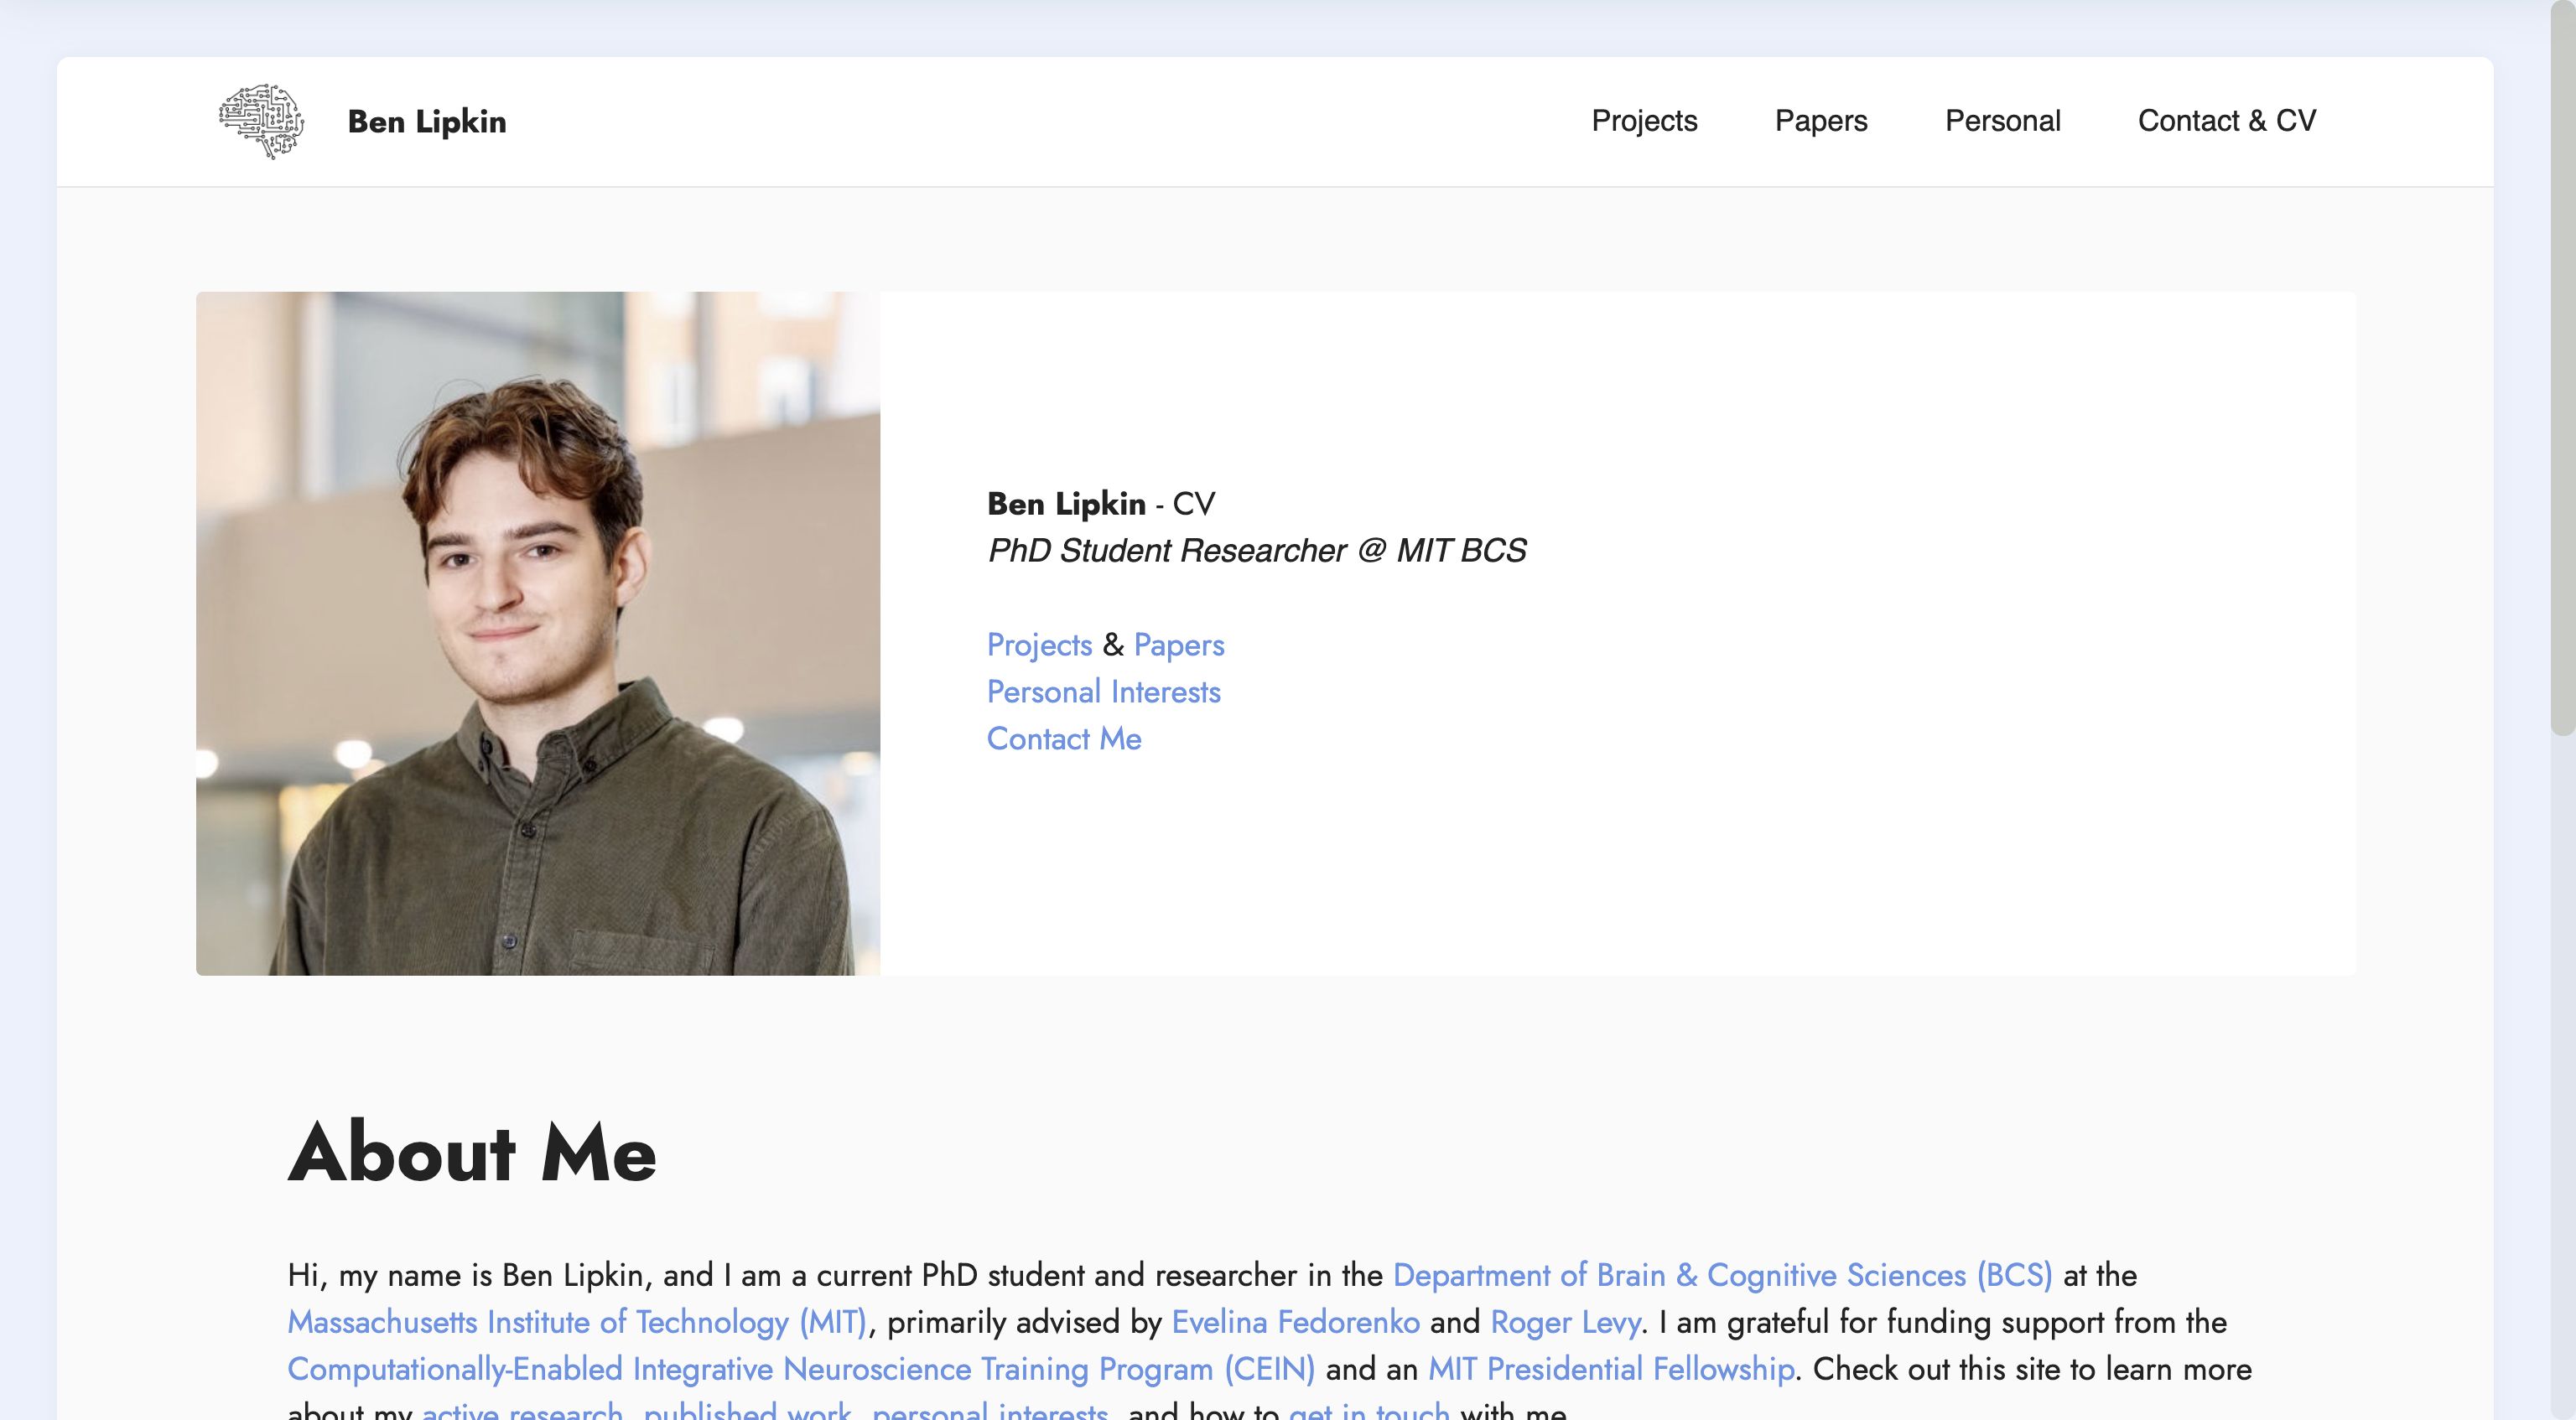 Ben Lipkin
Projects
Papers
Personal
Contact & CV
Ben Lipkin - CV
PhD Student Researcher @ MIT BCS
Projects & Papers
Personal Interests
Contact Me
About Me
Hi, my name is Ben Lipkin, and I am a current PhD student and researcher in the Department of Brain & Cognitive Sciences (BCS) at the
Massachusetts Institute of Technology (MIT), primarily advised by Evelina Fedorenko and Roger Levy. I am grateful for funding support from the
Computationally-Enabled Integrative Neuroscience Training Program (CEIN) and an MIT Presidential Fellowship. Check out this site to learn more
about my active research, published work, personal interests, and how to get in touch with me.